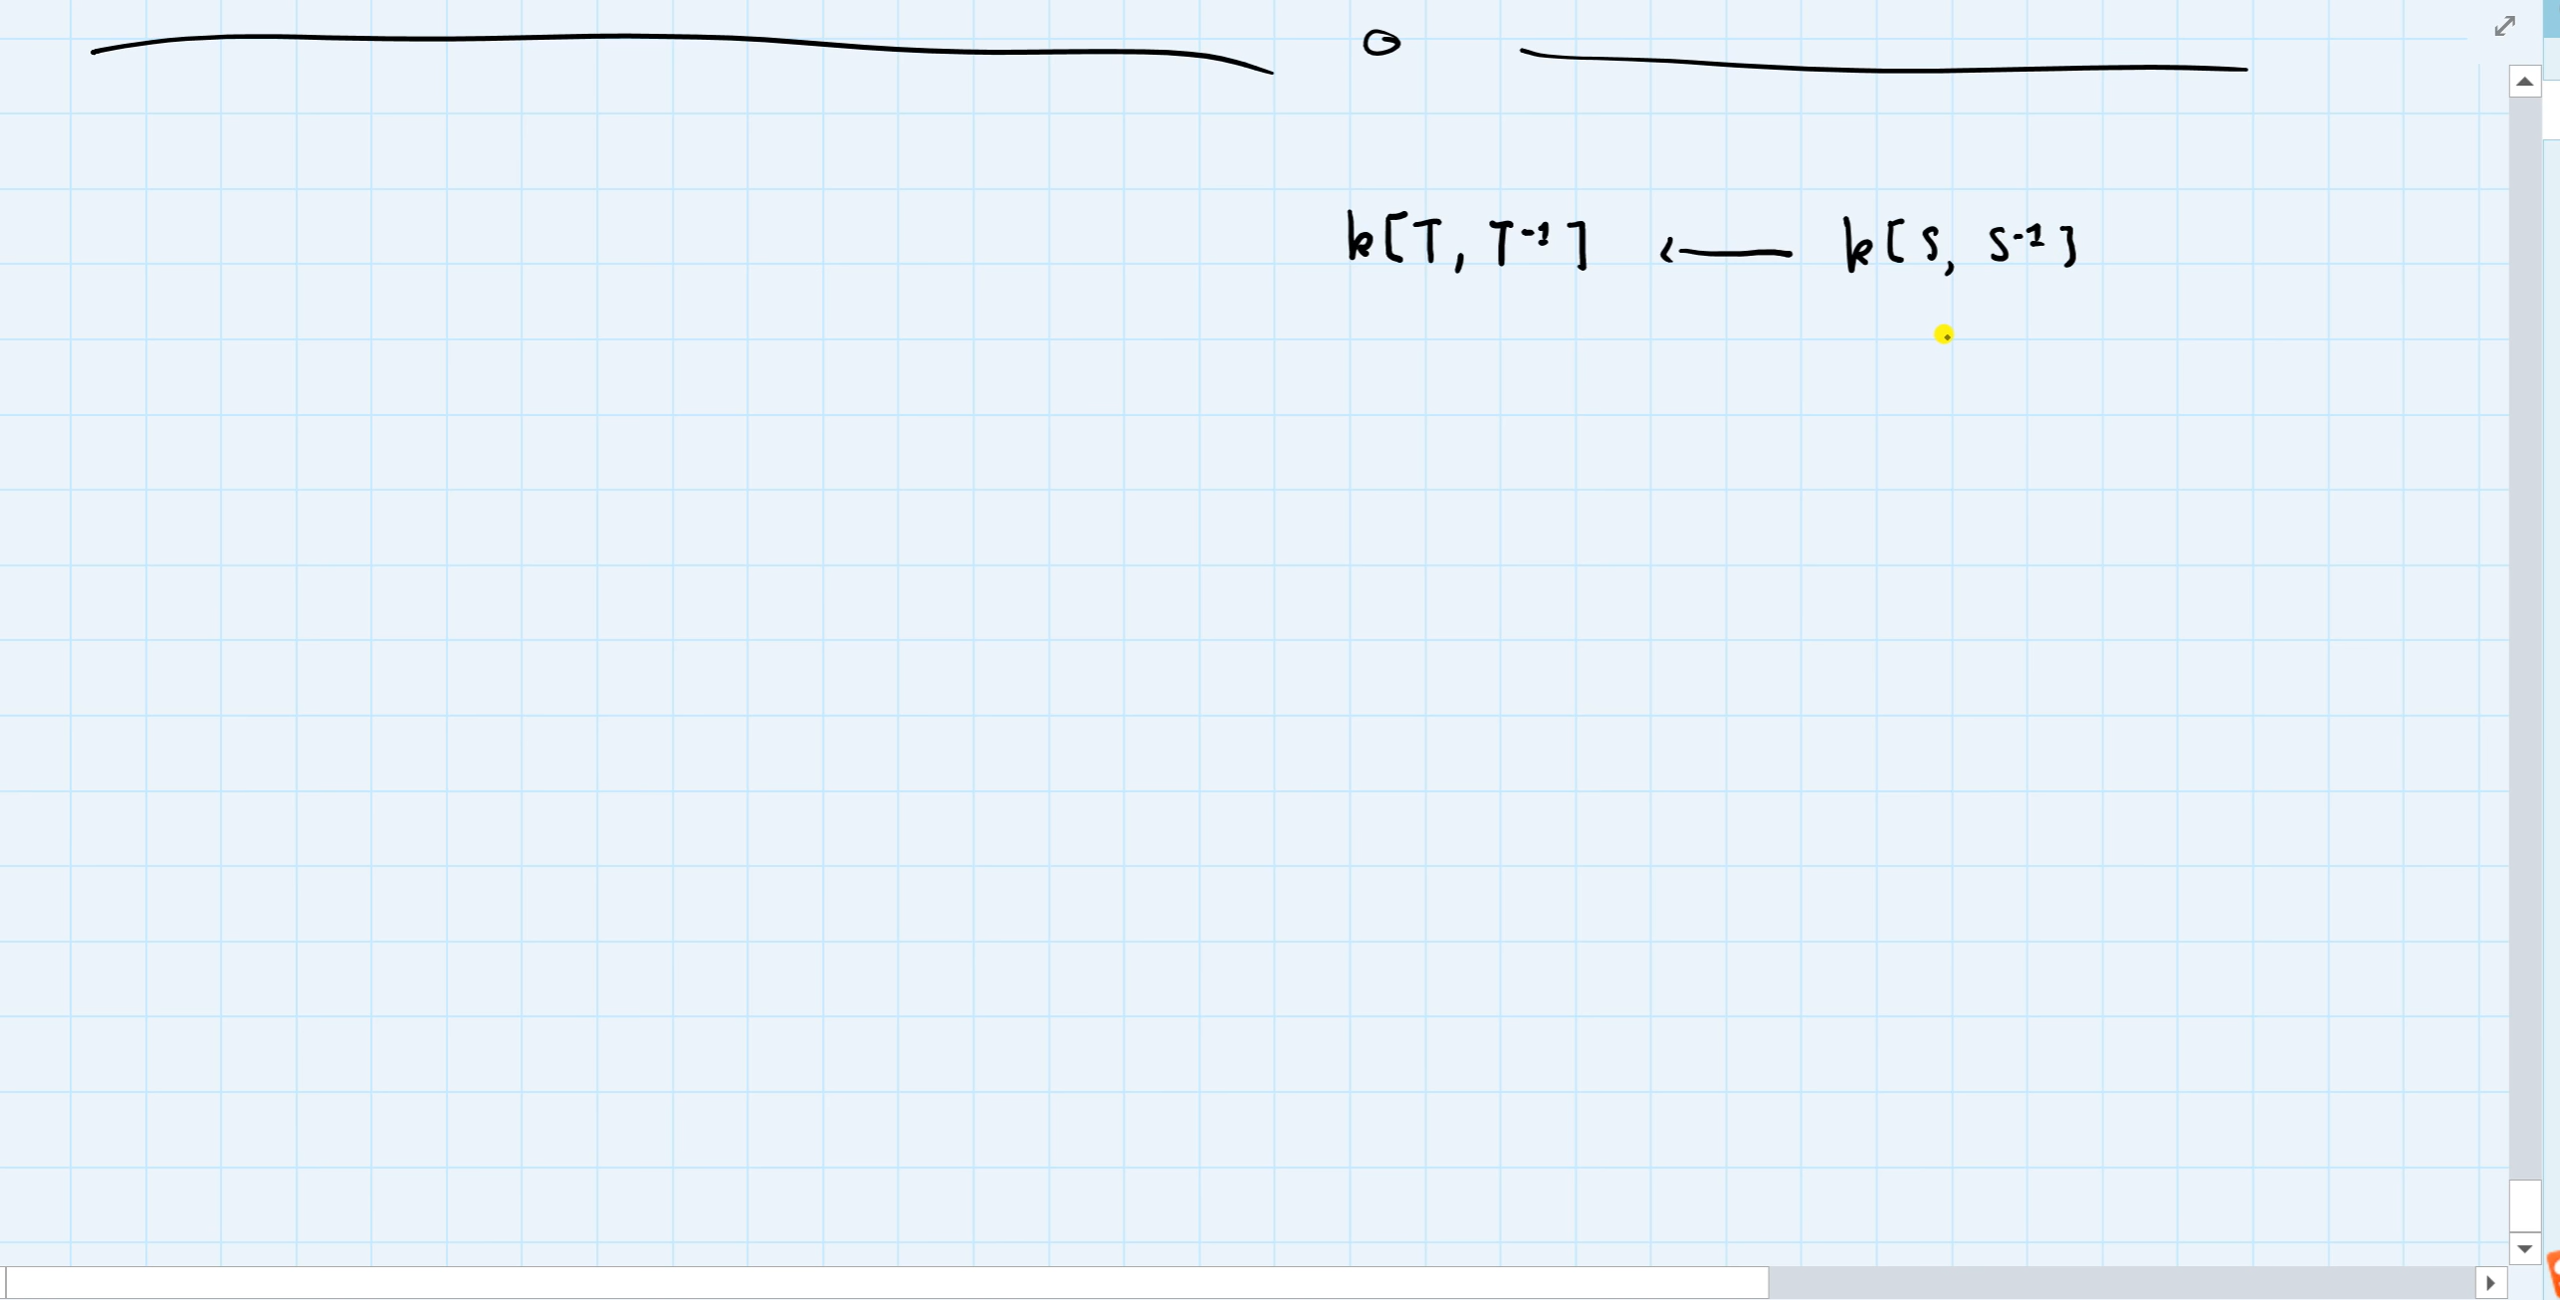 k[T, T⁻¹] ← k[S, S⁻¹]